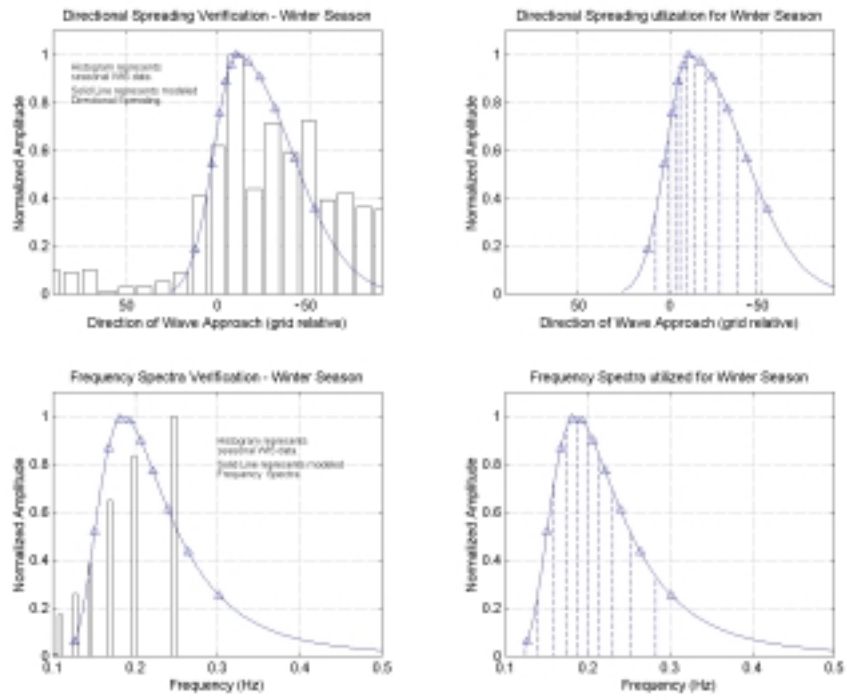 Directional Spreading Verification - Winter Season
Normalized Amplitude
1
0.8
0.6
0.4
0.2
0
Histogram represents
seasonal WIS data.
Solid Line represents modeled
Directional Spreading.
50
0
-50
Direction of Wave Approach (grid relative)
Directional Spreading utlization for Winter Season
Normalized Amplitude
1
0.8
0.6
0.4
0.2
0
50
0
-50
Direction of Wave Approach (grid relative)
Frequency Spectra Verification - Winter Season
Normalized Amplitude
1
0.8
0.6
0.4
0.2
0
Histogram represents
seasonal WIS data.
Solid Line represents modeled
Frequency Spectra.
0.1
0.2
0.3
0.4
0.5
Frequency (Hz)
Frequency Spectra utilized for Winter Season
Normalized Amplitude
1
0.8
0.6
0.4
0.2
0
0.1
0.2
0.3
0.4
0.5
Frequency (Hz)